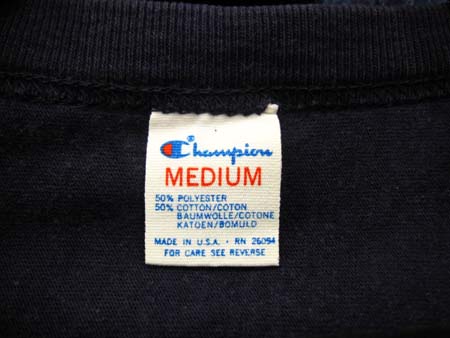 Champion
MEDIUM
50% POLYESTER
50% COTTON/COTON
BAUMWOLLE/COTONE
KATOEN/BOMULD
MADE IN U.S.A. · RN 26094
FOR CARE SEE REVERSE